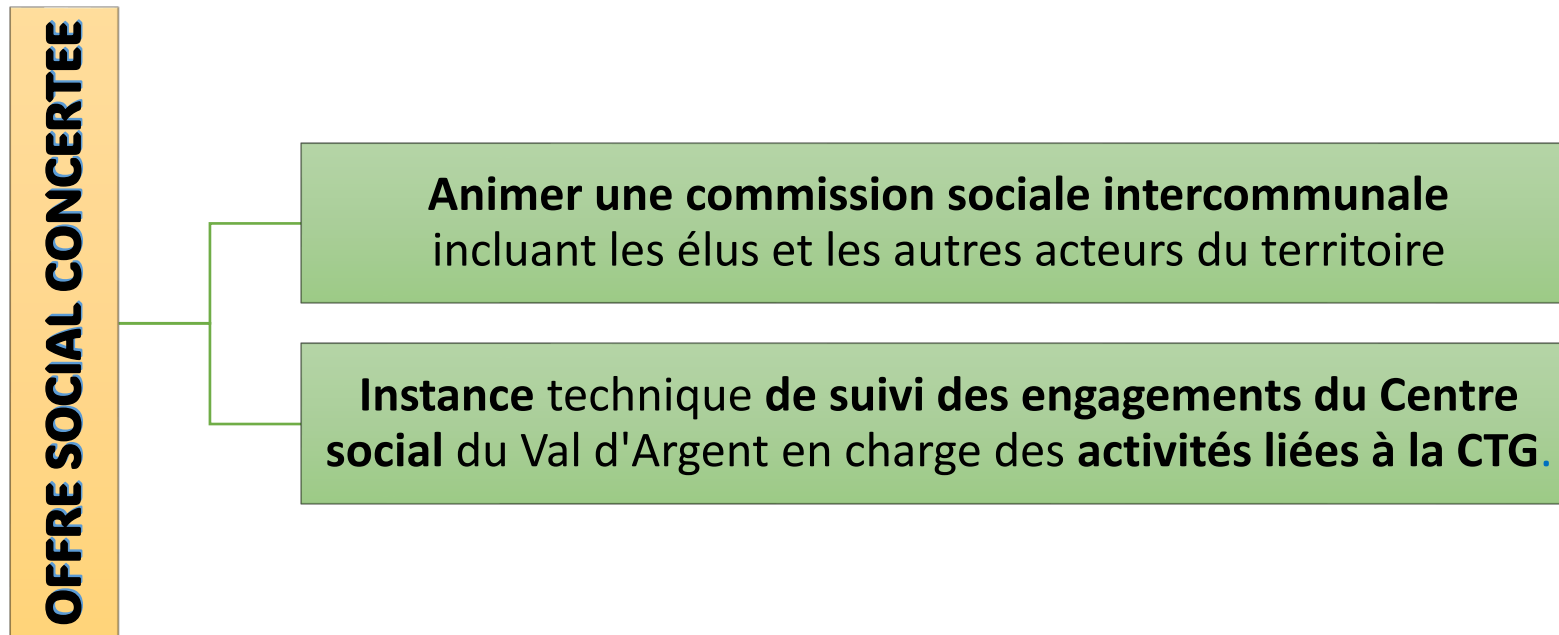 OFFRE SOCIAL CONCERTEE
Animer une commission sociale intercommunale
incluant les élus et les autres acteurs du territoire
Instance technique de suivi des engagements du Centre
social du Val d'Argent en charge des activités liées à la CTG.